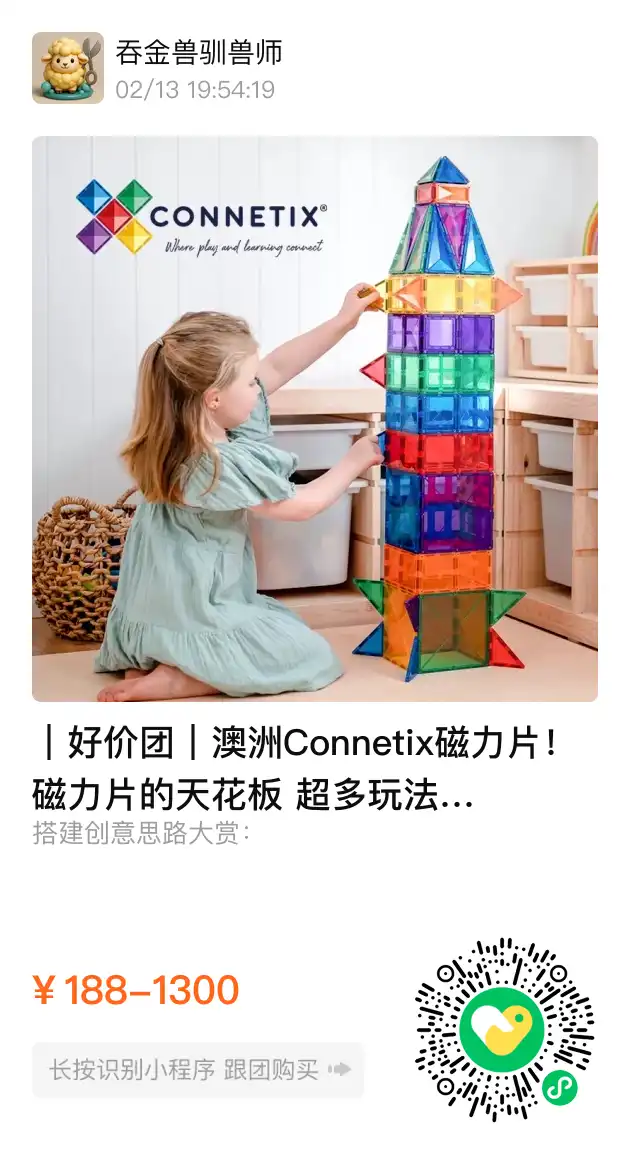 吞金兽驯兽师
02/13 19:54:19
CONNETIX®
Where play and learning connect
｜好价团｜澳洲Connetix磁力片！
磁力片的天花板 超多玩法...
搭建创意思路大赏：
¥ 188–1300
长按识别小程序 跟团购买